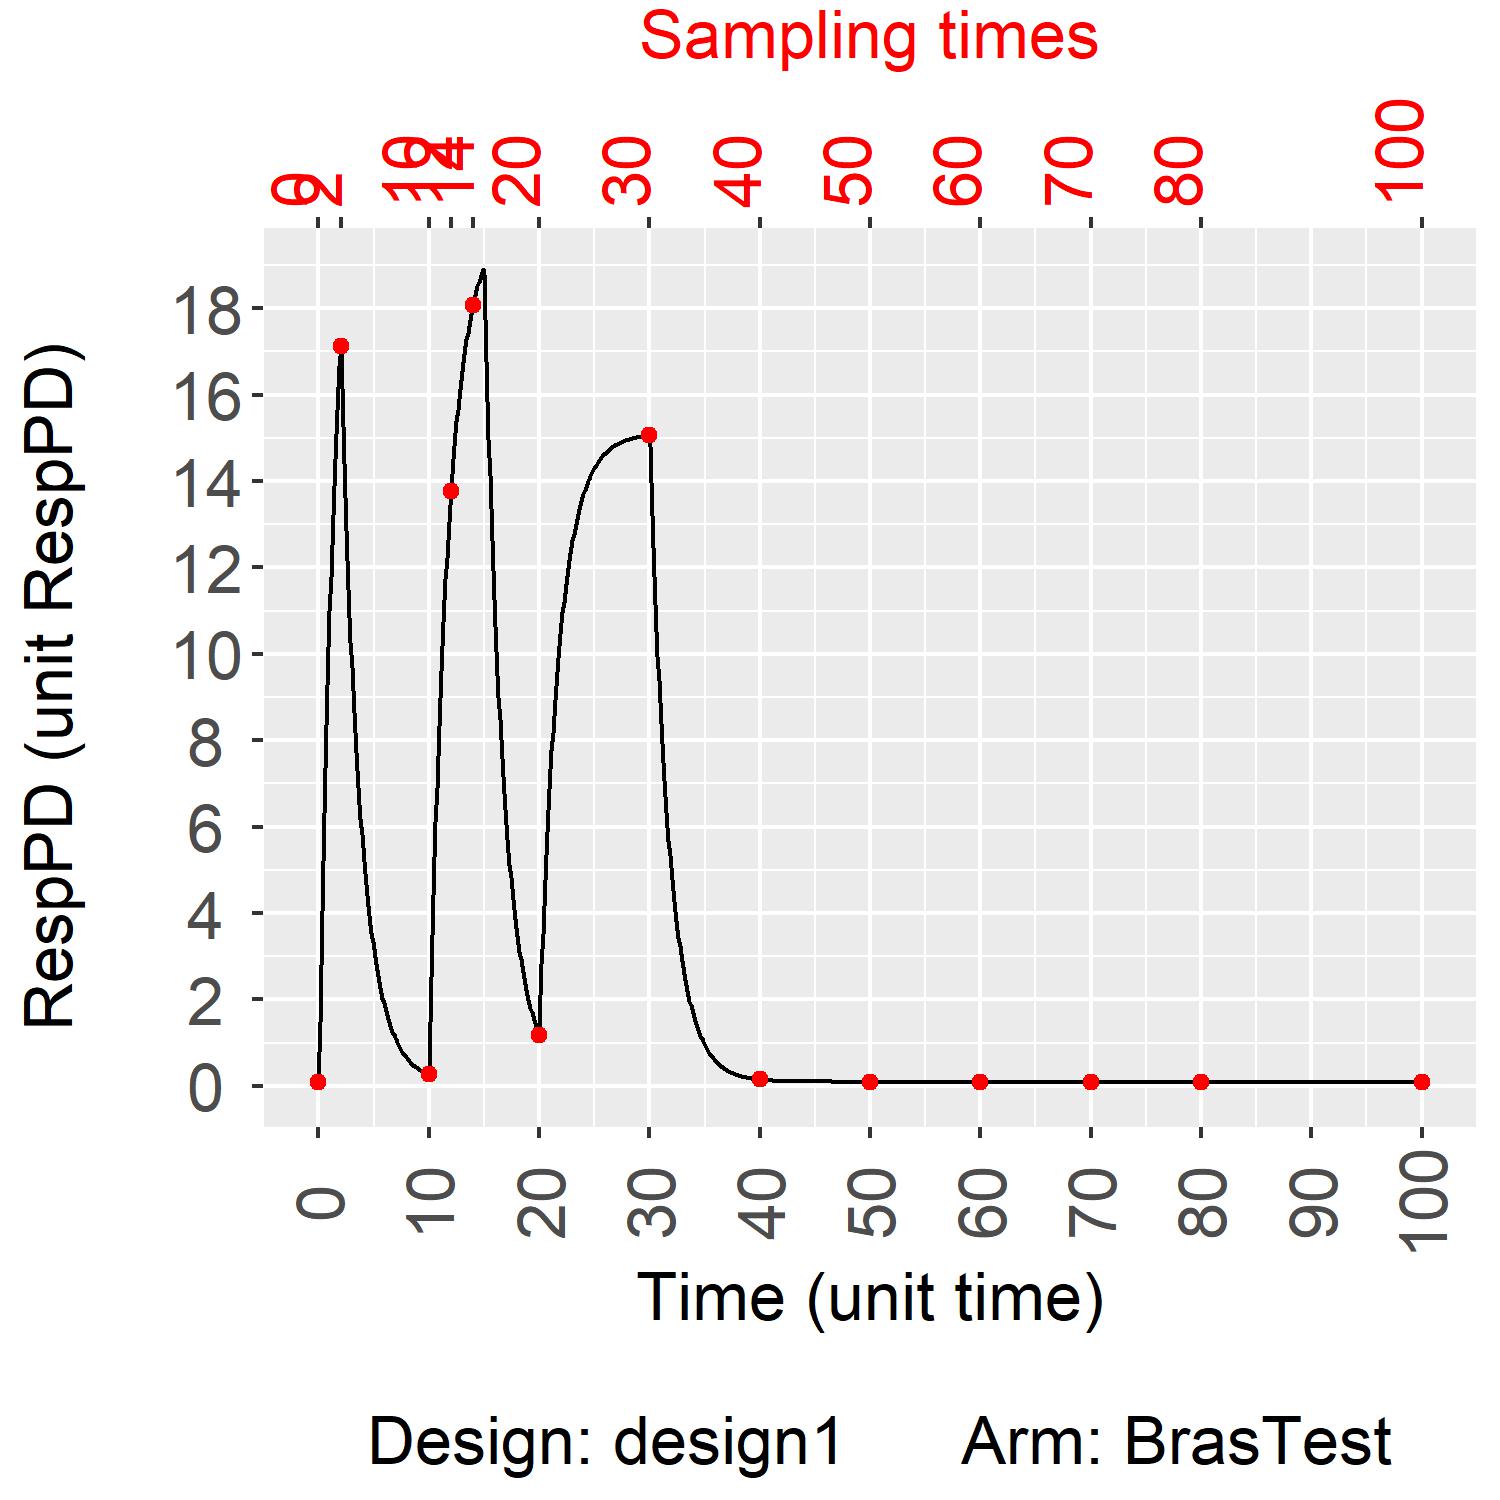 Sampling times
0 2 10 12 14 20 30 40 50 60 70 80 100
RespPD (unit RespPD)
18
16
14
12
10
8
6
4
2
0
0 10 20 30 40 50 60 70 80 90 100
Time (unit time)
Design: design1 Arm: BrasTest